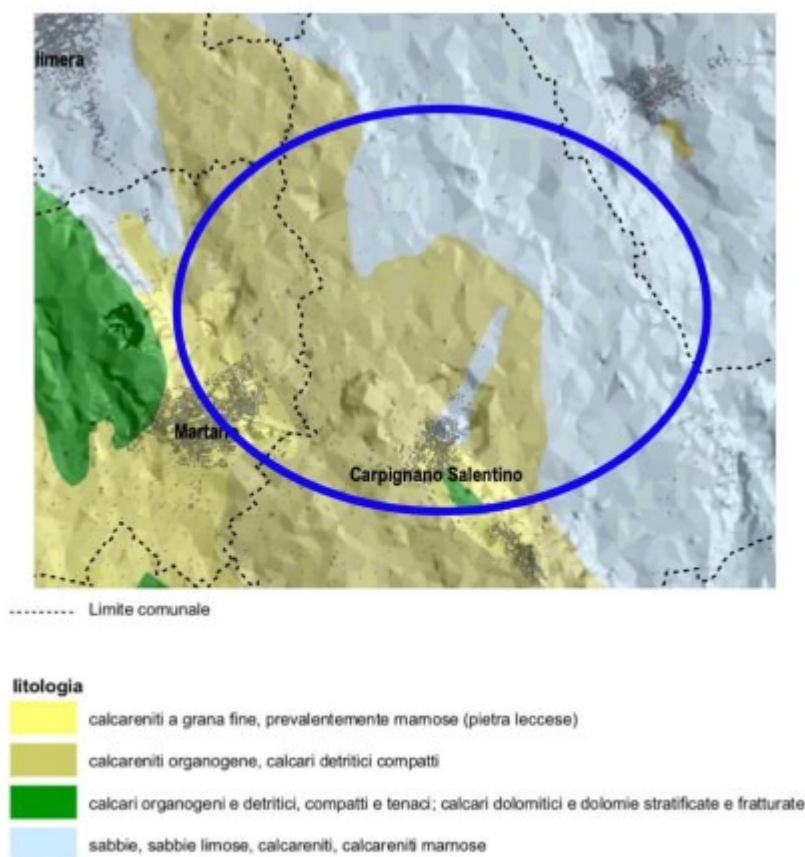 limera
Martano
Carpignano Salentino
Limite comunale
litologia
calcareniti a grana fine, prevalentemente marnose (pietra leccese)
calcareniti organogene, calcari detritici compatti
calcari organogeni e detritici, compatti e tenaci; calcari dolomitici e dolomie stratificate e fratturate
sabbie, sabbie limose, calcareniti, calcareniti marnose